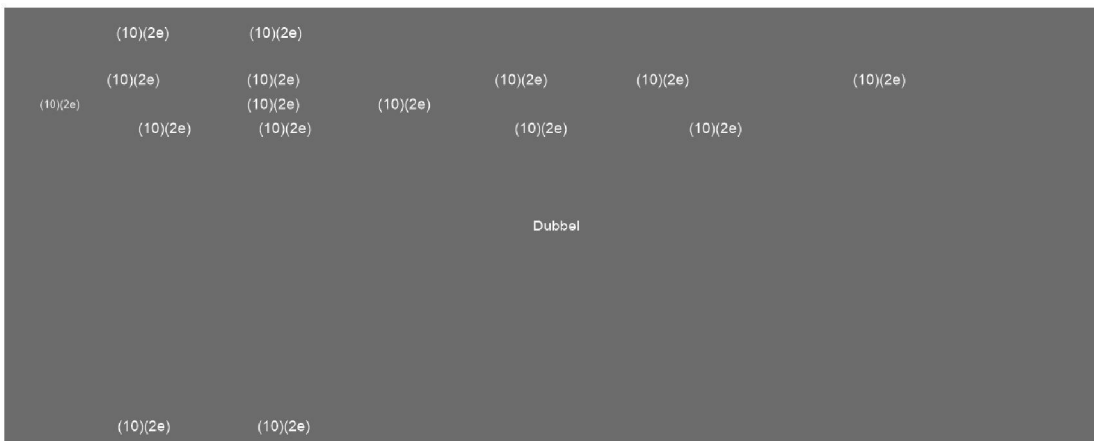 (10)(2e) (10)(2e)
(10)(2e) (10)(2e) (10)(2e) (10)(2e) (10)(2e)
(10)(2e) (10)(2e) (10)(2e)
(10)(2e) (10)(2e) (10)(2e) (10)(2e)
Dubbel
(10)(2e) (10)(2e)